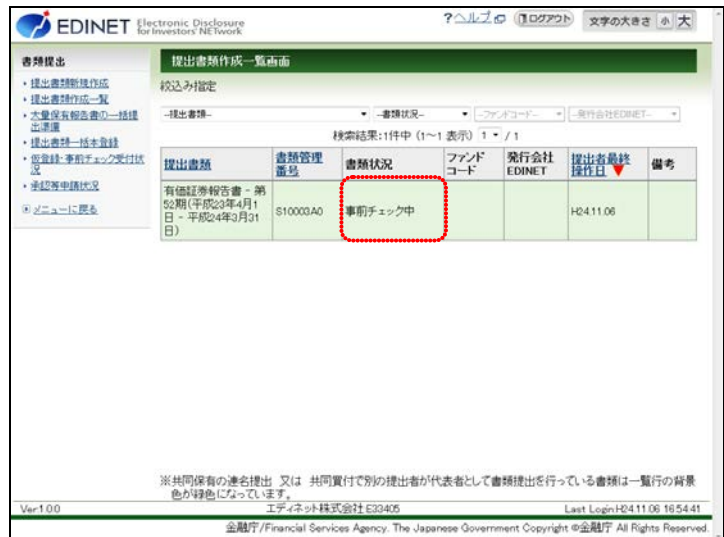 EDINET Electronic Disclosure for Investors' NETwork
?ヘルプ ログアウト 文字の大きさ 小 大
書類提出
・提出書類新規作成
・提出書類作成一覧
・大量保有報告書の一括提
出準備
・提出書類一括本登録
・仮登録・事前チェック受付状
況
・承認等申請状況
メニューに戻る
提出書類作成一覧画面
絞込み指定
--提出書類-- --書類状況-- --ファンドコード-- --発行会社EDINET--
検索結果:1件中 (1～1 表示) 1 / 1
提出書類 書類管理番号 書類状況 ファンドコード 発行会社EDINET 提出者最終操作日▼ 備考
有価証券報告書 - 第
52期(平成23年4月1
日 - 平成24年3月31
日)
S10003A0 事前チェック中 H24.11.06
※共同保有の連名提出 又は 共同買付で別の提出者が代表者として書類提出を行っている書類は一覧行の背景
色が緑色になっています。
Ver.1.0.0 エディネット株式会社 E33405 Last Login:H24.11.06 16:54:41
金融庁/Financial Services Agency. The Japanese Government Copyright ©金融庁 All Rights Reserved.